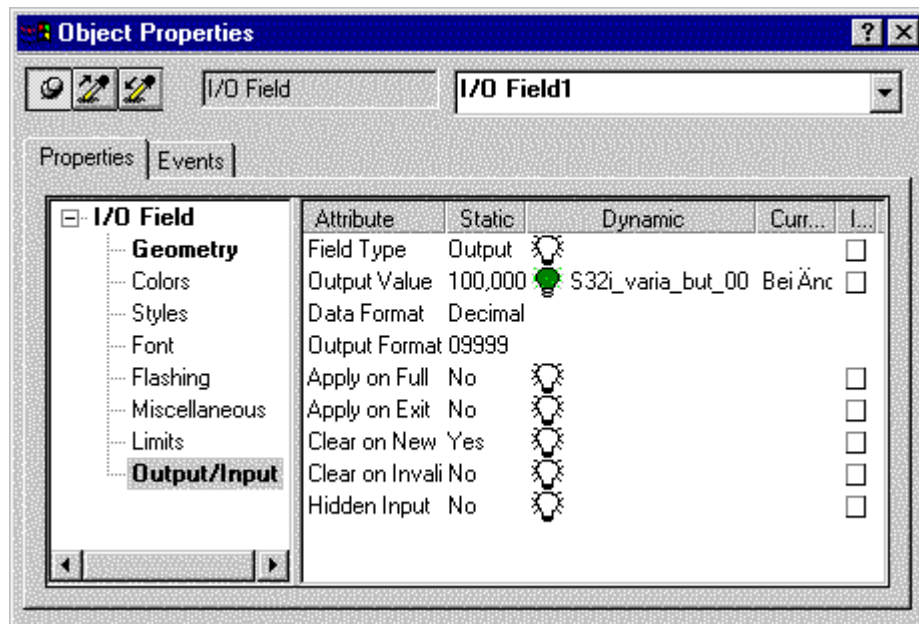 Object Properties
I/O Field I/O Field1
Properties Events
I/O Field
Geometry
Colors
Styles
Font
Flashing
Miscellaneous
Limits
Output/Input
Attribute Static Dynamic Curr... I...
Field Type Output
Output Value 100,000 S32i_varia_but_00 Bei Änc
Data Format Decimal
Output Format 09999
Apply on Full No
Apply on Exit No
Clear on New Yes
Clear on Invali No
Hidden Input No